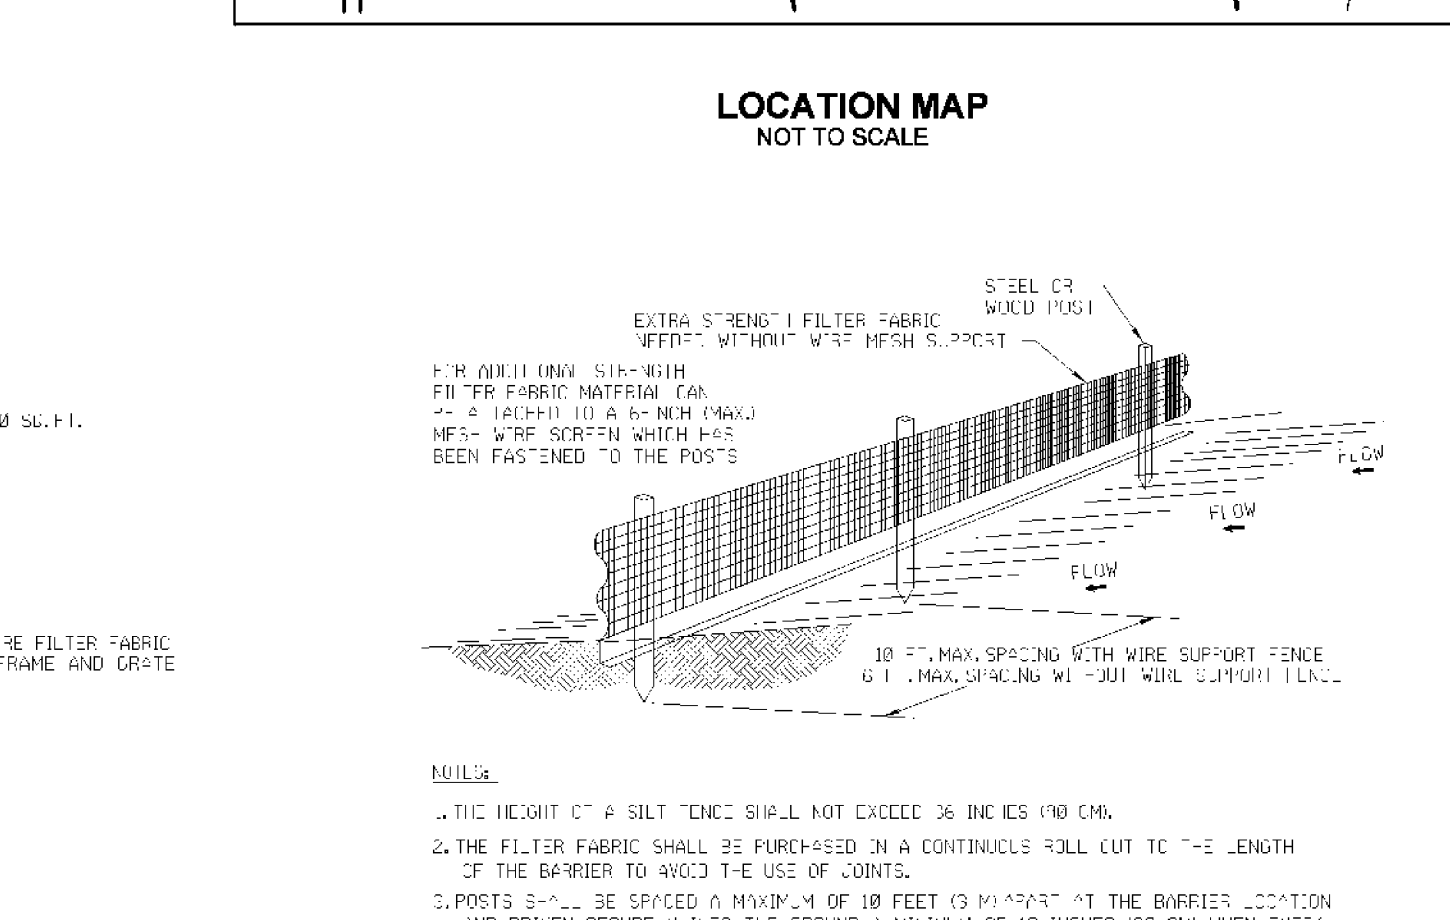 LOCATION MAP
NOT TO SCALE
STEEL OR
WOOD POST
EXTRA STRENGTH FILTER FABRIC
NEEDED WITHOUT WIRE MESH SUPPORT
FOR ADDITIONAL STRENGTH
FILTER FABRIC MATERIAL CAN
BE ATTACHED TO A 6-INCH (MAX.)
MESH WIRE SCREEN WHICH HAS
BEEN FASTENED TO THE POSTS
SQ.FT.
FLOW
FLOW
FLOW
FILTER FABRIC
FRAME AND GRATE
10 FT. MAX. SPACING WITH WIRE SUPPORT FENCE
6 FT. MAX. SPACING WITHOUT WIRE SUPPORT FENCE
NOTES:
1. THE HEIGHT OF A SILT FENCE SHALL NOT EXCEED 36 INCHES (90 CM).
2. THE FILTER FABRIC SHALL BE PURCHASED IN A CONTINUOUS ROLL CUT TO THE LENGTH
OF THE BARRIER TO AVOID THE USE OF JOINTS.
3. POSTS SHALL BE SPACED A MAXIMUM OF 10 FEET (3 M) APART AT THE BARRIER LOCATION